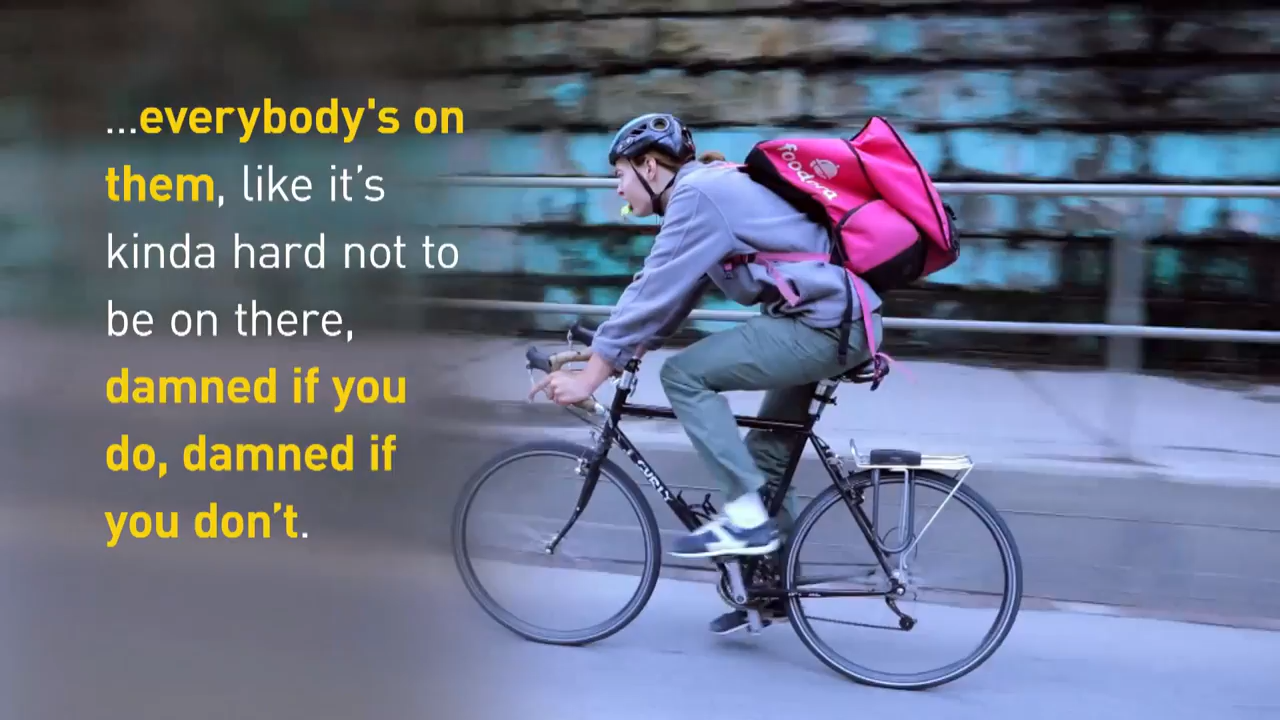 ...everybody's on
them, like it's
kinda hard not to
be on there,
damned if you
do, damned if
you don't.
foodora